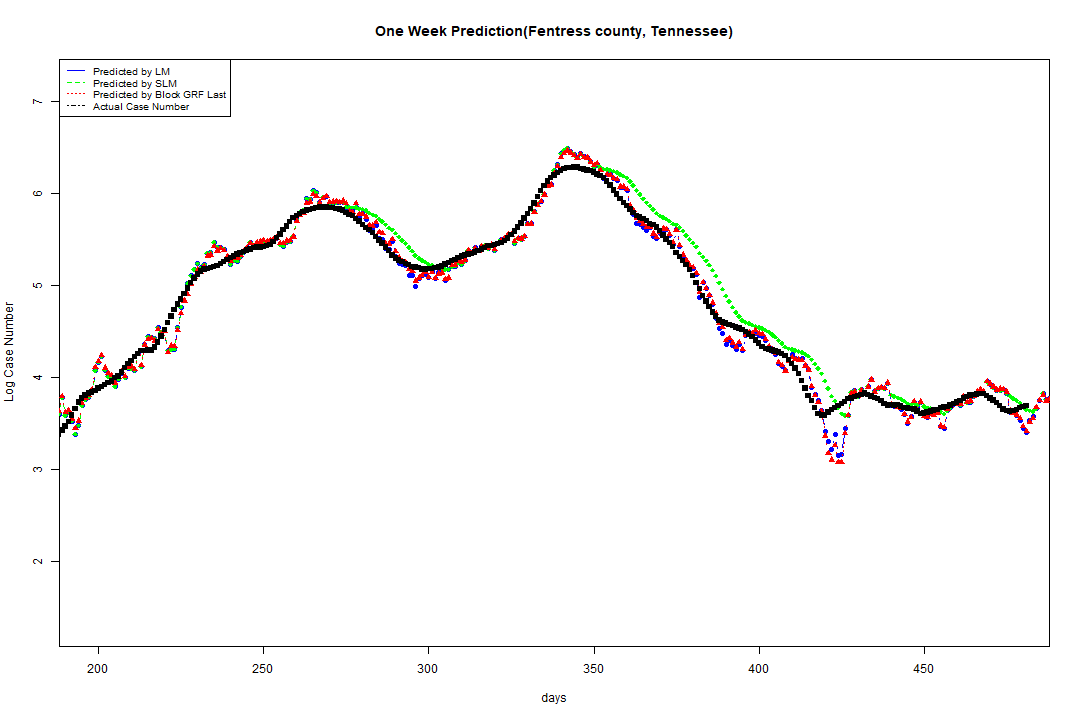 One Week Prediction(Fentress county, Tennessee)
Predicted by LM
Predicted by SLM
Predicted by Block GRF Last
Actual Case Number
7
6
5
4
3
2
Log Case Number
200 250 300 350 400 450
days